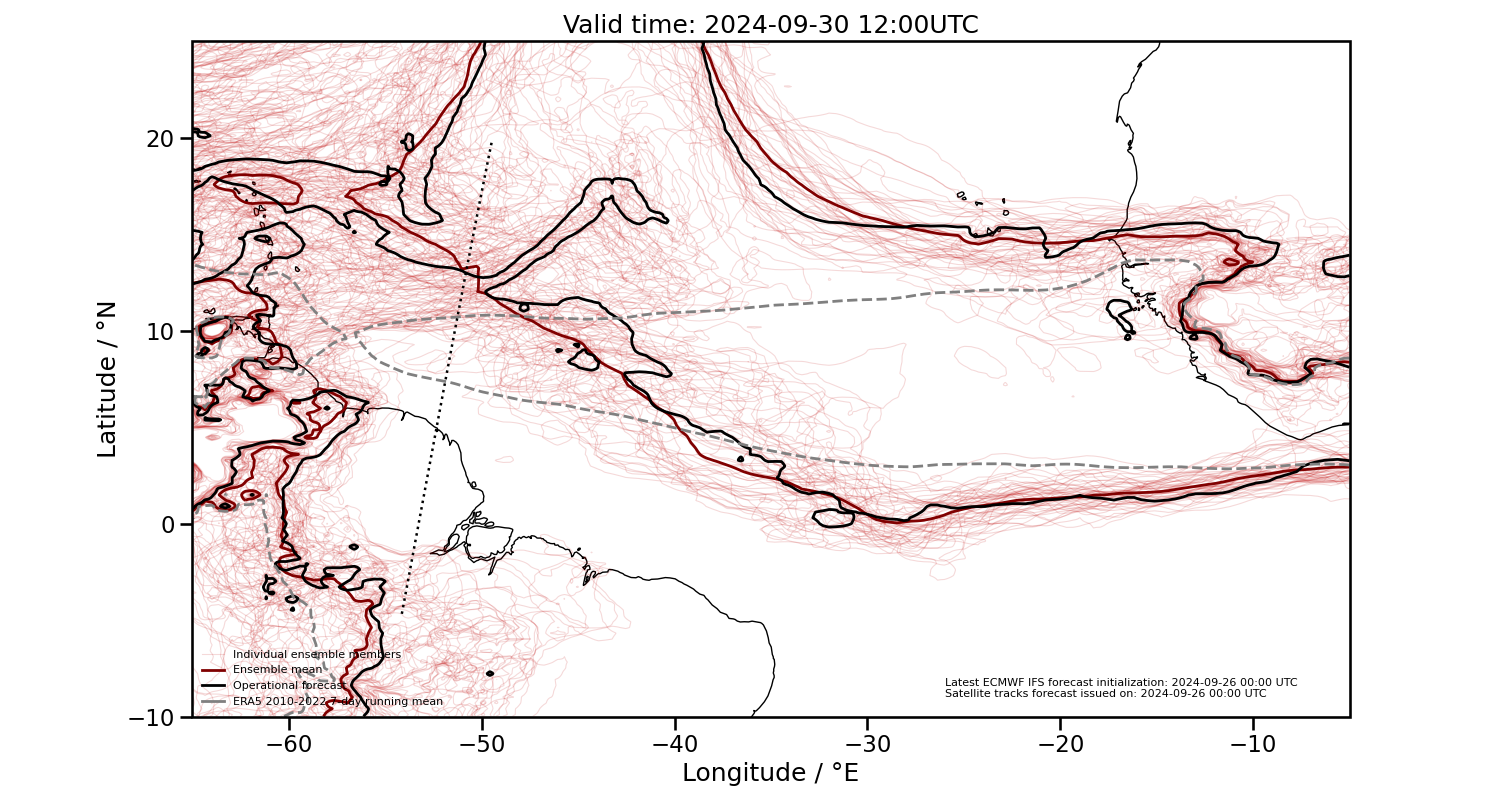 Valid time: 2024-09-30 12:00UTC
Latitude / °N
20
10
0
−10
Individual ensemble members
Ensemble mean
Operational forecast
ERA5 2010-2022 7-day running mean
Latest ECMWF IFS forecast initialization: 2024-09-26 00:00 UTC
Satellite tracks forecast issued on: 2024-09-26 00:00 UTC
−60
−50
−40
−30
−20
−10
Longitude / °E